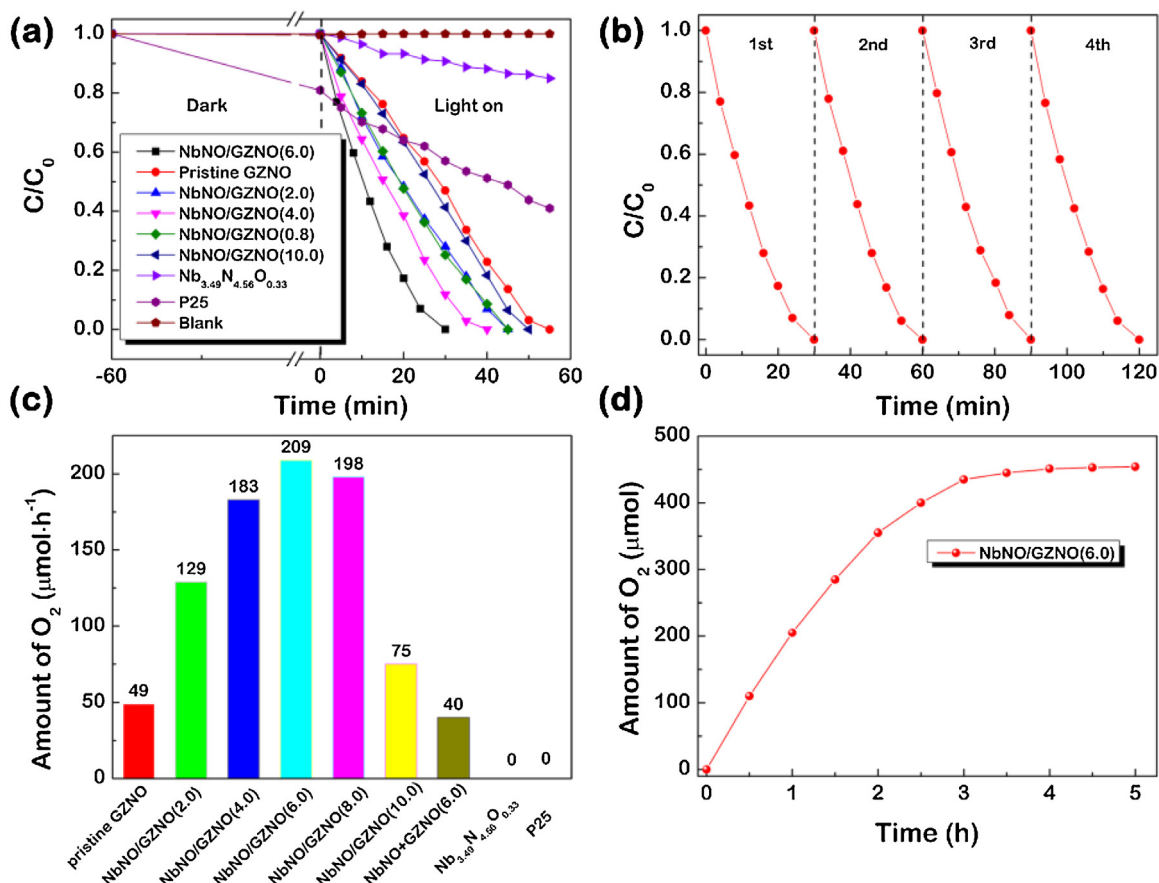 (a)
C/C0
1.0
0.8
0.6
0.4
0.2
0.0
Dark
Light on
NbNO/GZNO(6.0)
Pristine GZNO
NbNO/GZNO(2.0)
NbNO/GZNO(4.0)
NbNO/GZNO(0.8)
NbNO/GZNO(10.0)
Nb3.49N4.56O0.33
P25
Blank
-60 0 20 40 60
Time (min)
(b)
C/C0
1.0
0.8
0.6
0.4
0.2
0.0
1st 2nd 3rd 4th
0 20 40 60 80 100 120
Time (min)
(c)
Amount of O2 (μmol·h-1)
200
150
100
50
0
49
129
183
209
198
75
40
0
0
pristine GZNO
NbNO/GZNO(2.0)
NbNO/GZNO(4.0)
NbNO/GZNO(6.0)
NbNO/GZNO(8.0)
NbNO/GZNO(10.0)
NbNO+GZNO(6.0)
Nb3.49N4.56O0.33
P25
(d)
Amount of O2 (μmol)
500
400
300
200
100
0
NbNO/GZNO(6.0)
0 1 2 3 4 5
Time (h)